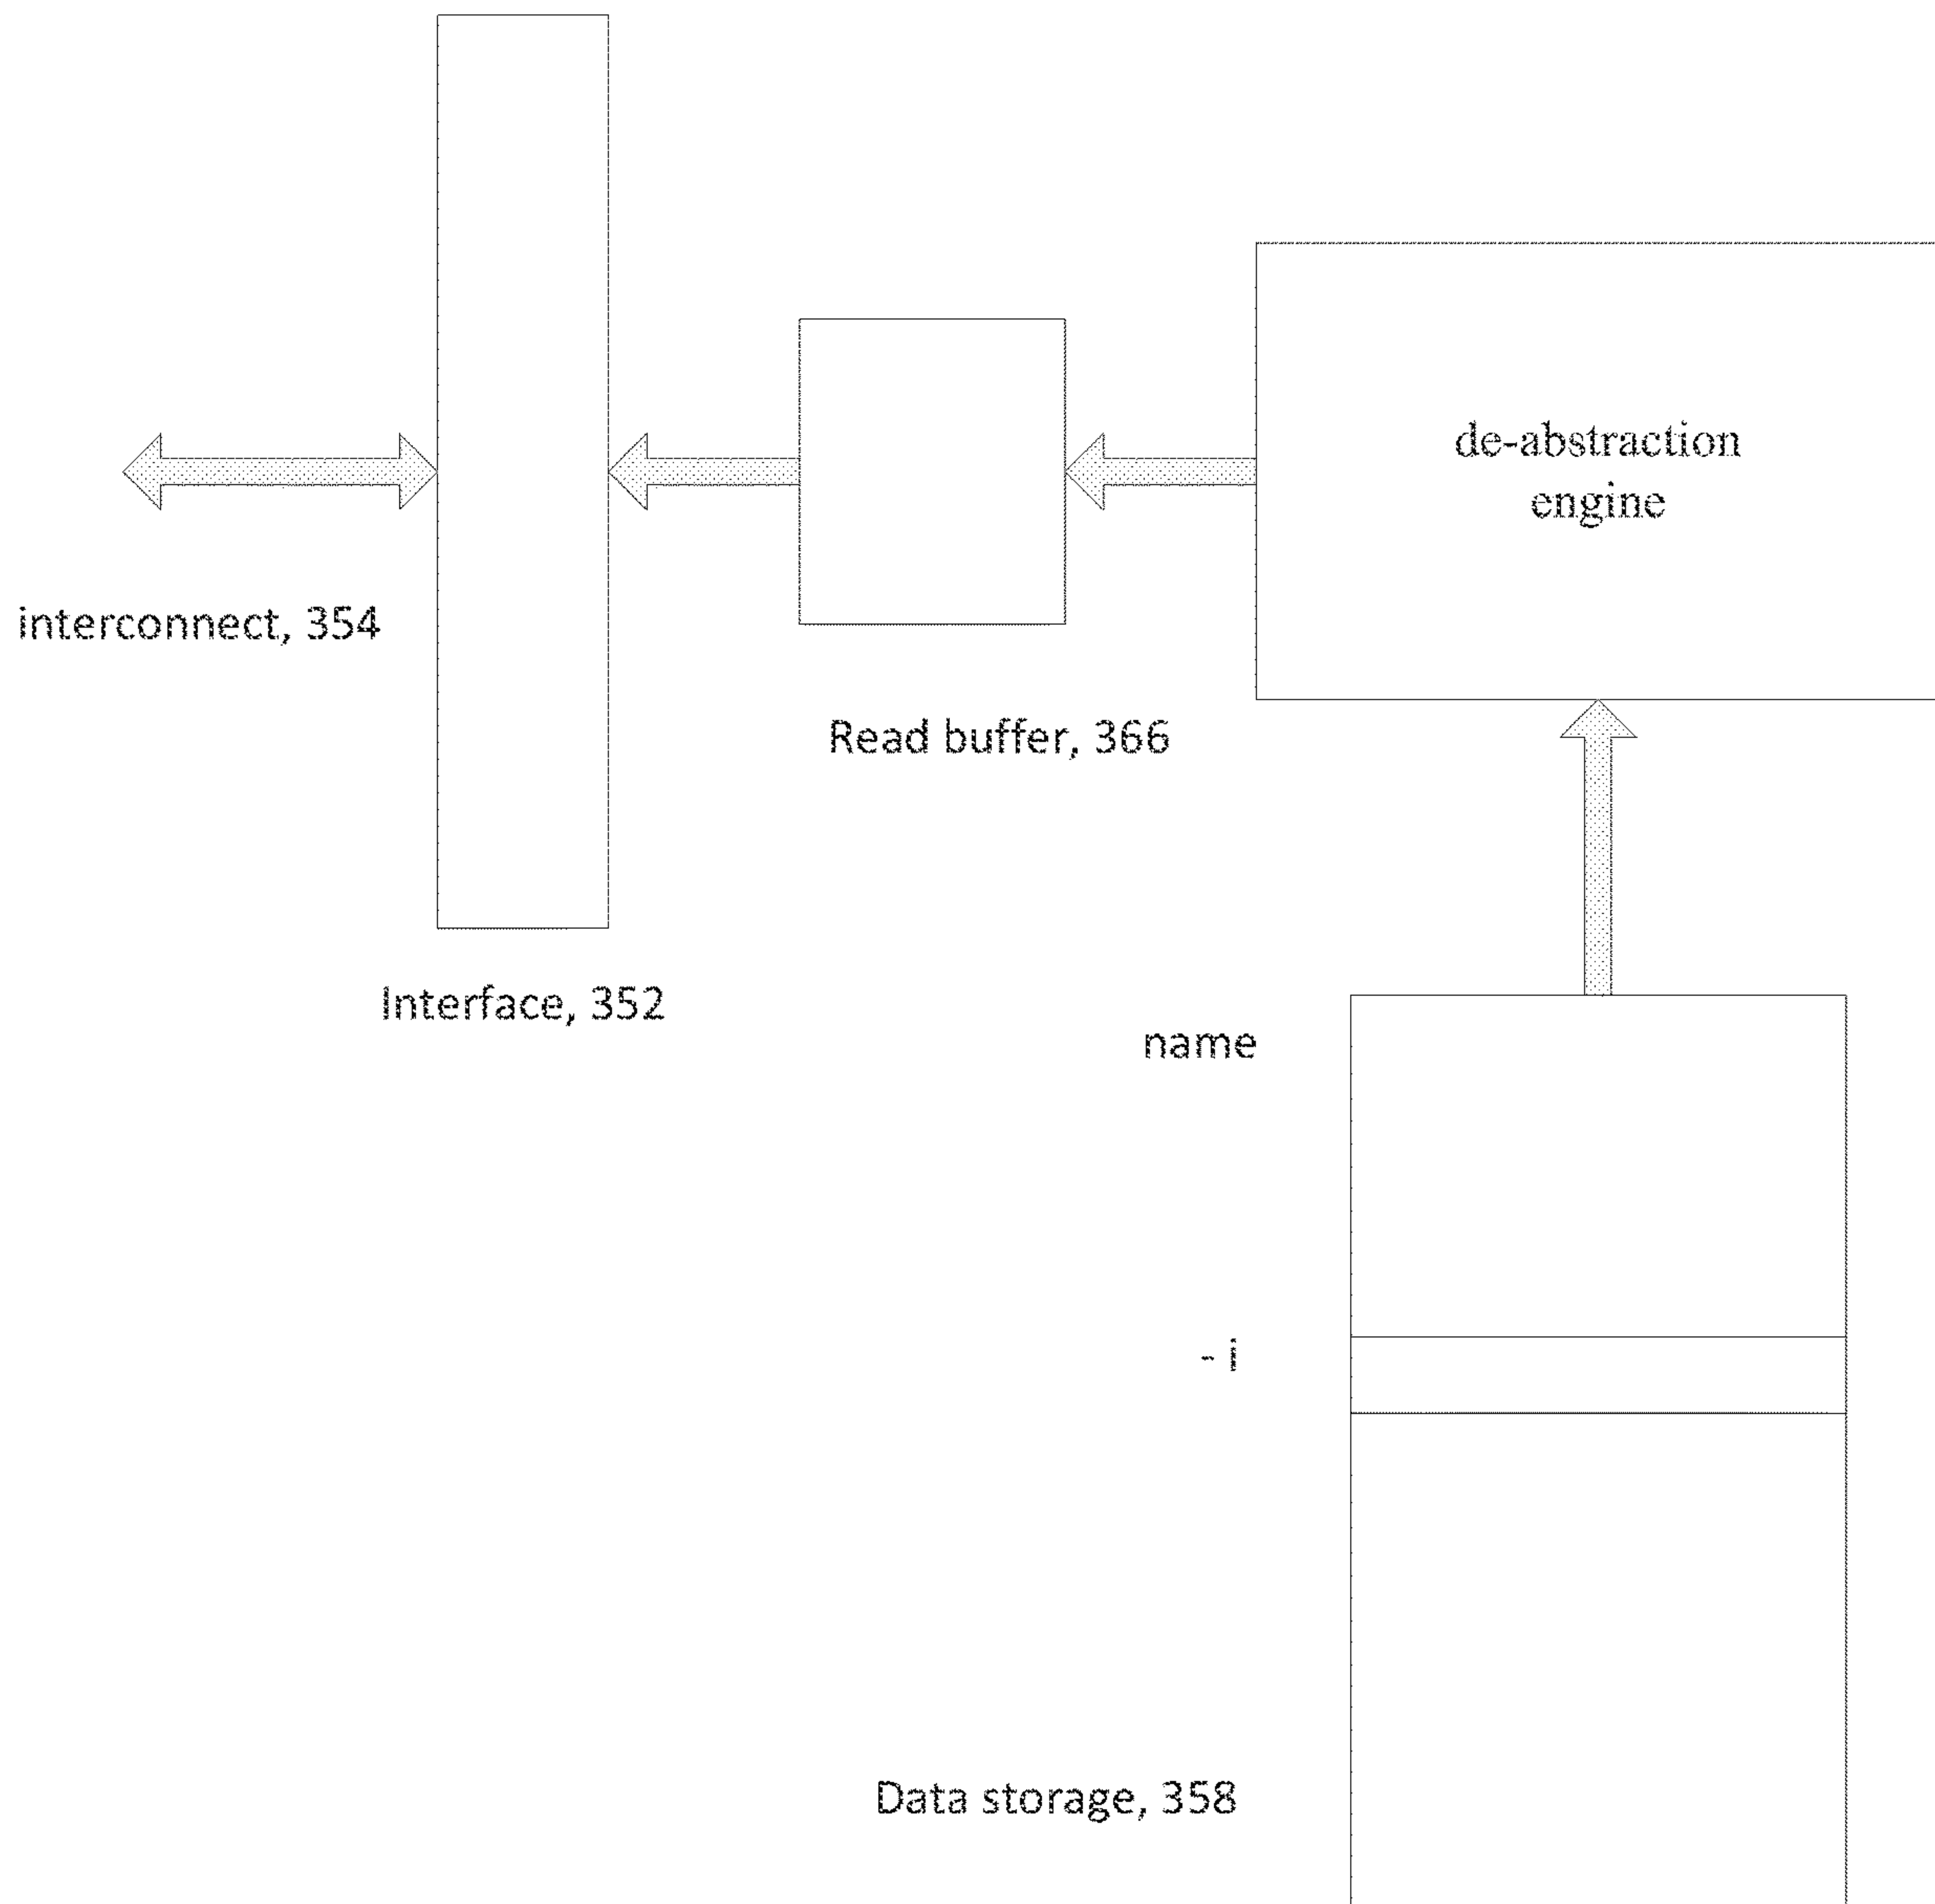 de-abstraction
engine
interconnect, 354
Read buffer, 366
Interface, 352
name
- i
Data storage, 358